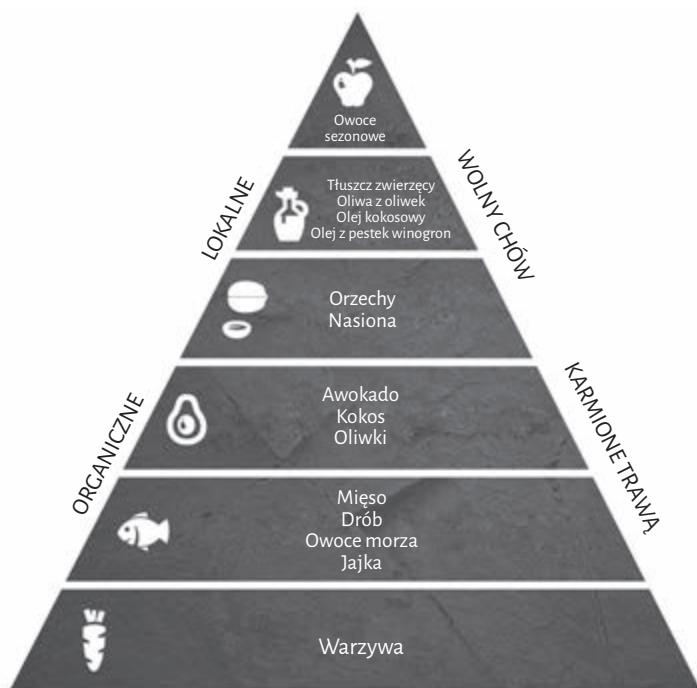 Owoce
sezonowe
LOKALNE
WOLNY CHÓW
Tłuszcz zwierzęcy
Oliwa z oliwek
Olej kokosowy
Olej z pestek winogron
Orzechy
Nasiona
ORGANICZNE
KARMIONE TRAWĄ
Awokado
Kokos
Oliwki
Mięso
Drób
Owoce morza
Jajka
Warzywa